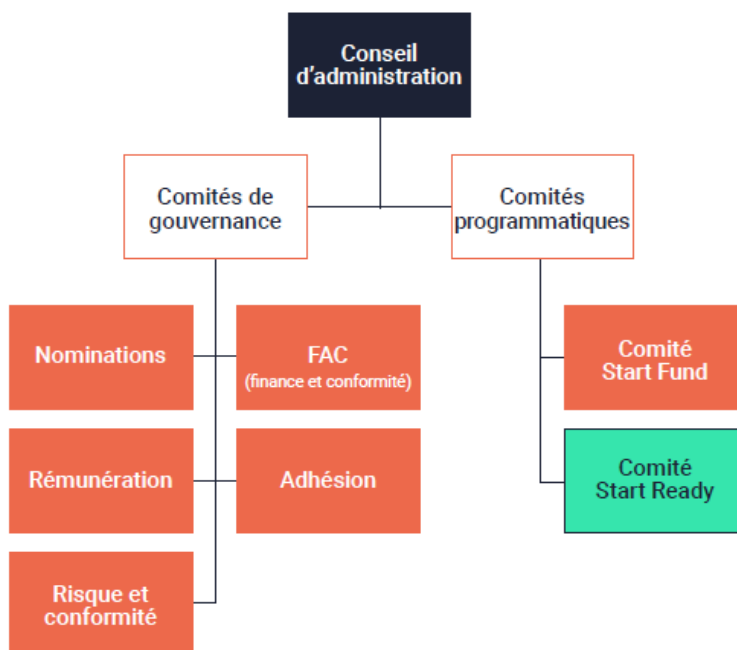 Conseil
d'administration
Comités de
gouvernance
Comités
programmatiques
Nominations
FAC
(finance et conformité)
Comité
Start Fund
Rémunération
Adhésion
Comité
Start Ready
Risque et
conformité